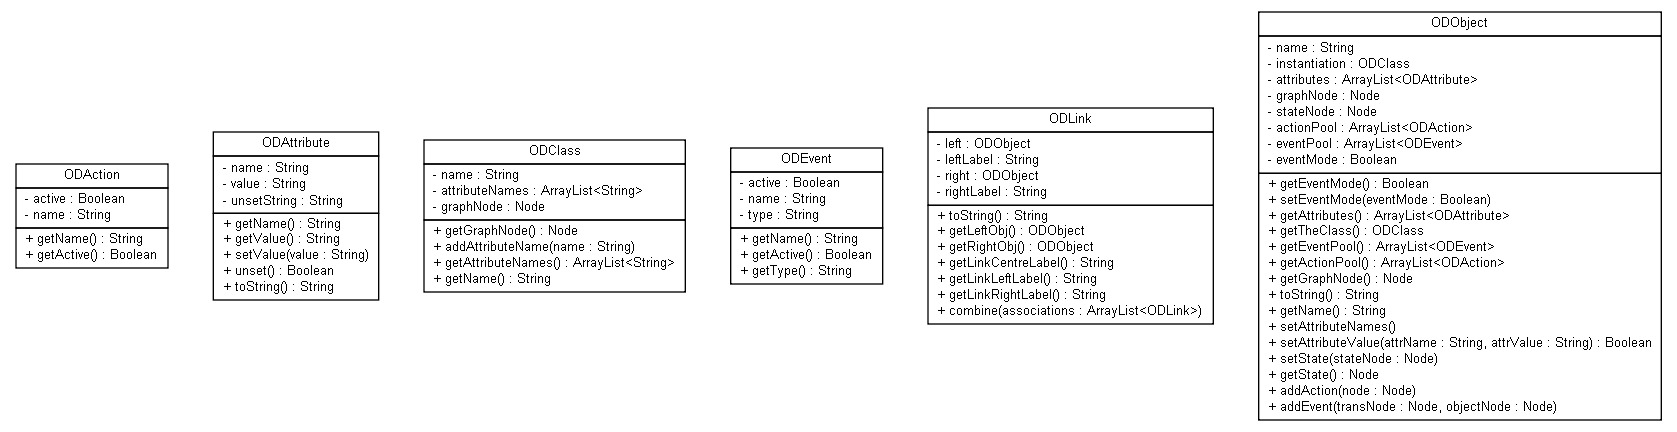 ODAction
- active : Boolean
- name : String
+ getName() : String
+ getActive() : Boolean
ODAttribute
- name : String
- value : String
- unsetString : String
+ getName() : String
+ getValue() : String
+ setValue(value : String)
+ unset() : Boolean
+ toString() : String
ODClass
- name : String
- attributeNames : ArrayList<String>
- graphNode : Node
+ getGraphNode() : Node
+ addAttributeName(name : String)
+ getAttributeNames() : ArrayList<String>
+ getName() : String
ODEvent
- active : Boolean
- name : String
- type : String
+ getName() : String
+ getActive() : Boolean
+ getType() : String
ODLink
- left : ODObject
- leftLabel : String
- right : ODObject
- rightLabel : String
+ toString() : String
+ getLeftObj() : ODObject
+ getRightObj() : ODObject
+ getLinkCentreLabel() : String
+ getLinkLeftLabel() : String
+ getLinkRightLabel() : String
+ combine(associations : ArrayList<ODLink>)
ODObject
- name : String
- instantiation : ODClass
- attributes : ArrayList<ODAttribute>
- graphNode : Node
- stateNode : Node
- actionPool : ArrayList<ODAction>
- eventPool : ArrayList<ODEvent>
- eventMode : Boolean
+ getEventMode() : Boolean
+ setEventMode(eventMode : Boolean)
+ getAttributes() : ArrayList<ODAttribute>
+ getTheClass() : ODClass
+ getEventPool() : ArrayList<ODEvent>
+ getActionPool() : ArrayList<ODAction>
+ getGraphNode() : Node
+ toString() : String
+ getName() : String
+ setAttributeNames()
+ setAttributeValue(attrName : String, attrValue : String) : Boolean
+ setState(stateNode : Node)
+ getState() : Node
+ addAction(node : Node)
+ addEvent(transNode : Node, objectNode : Node)